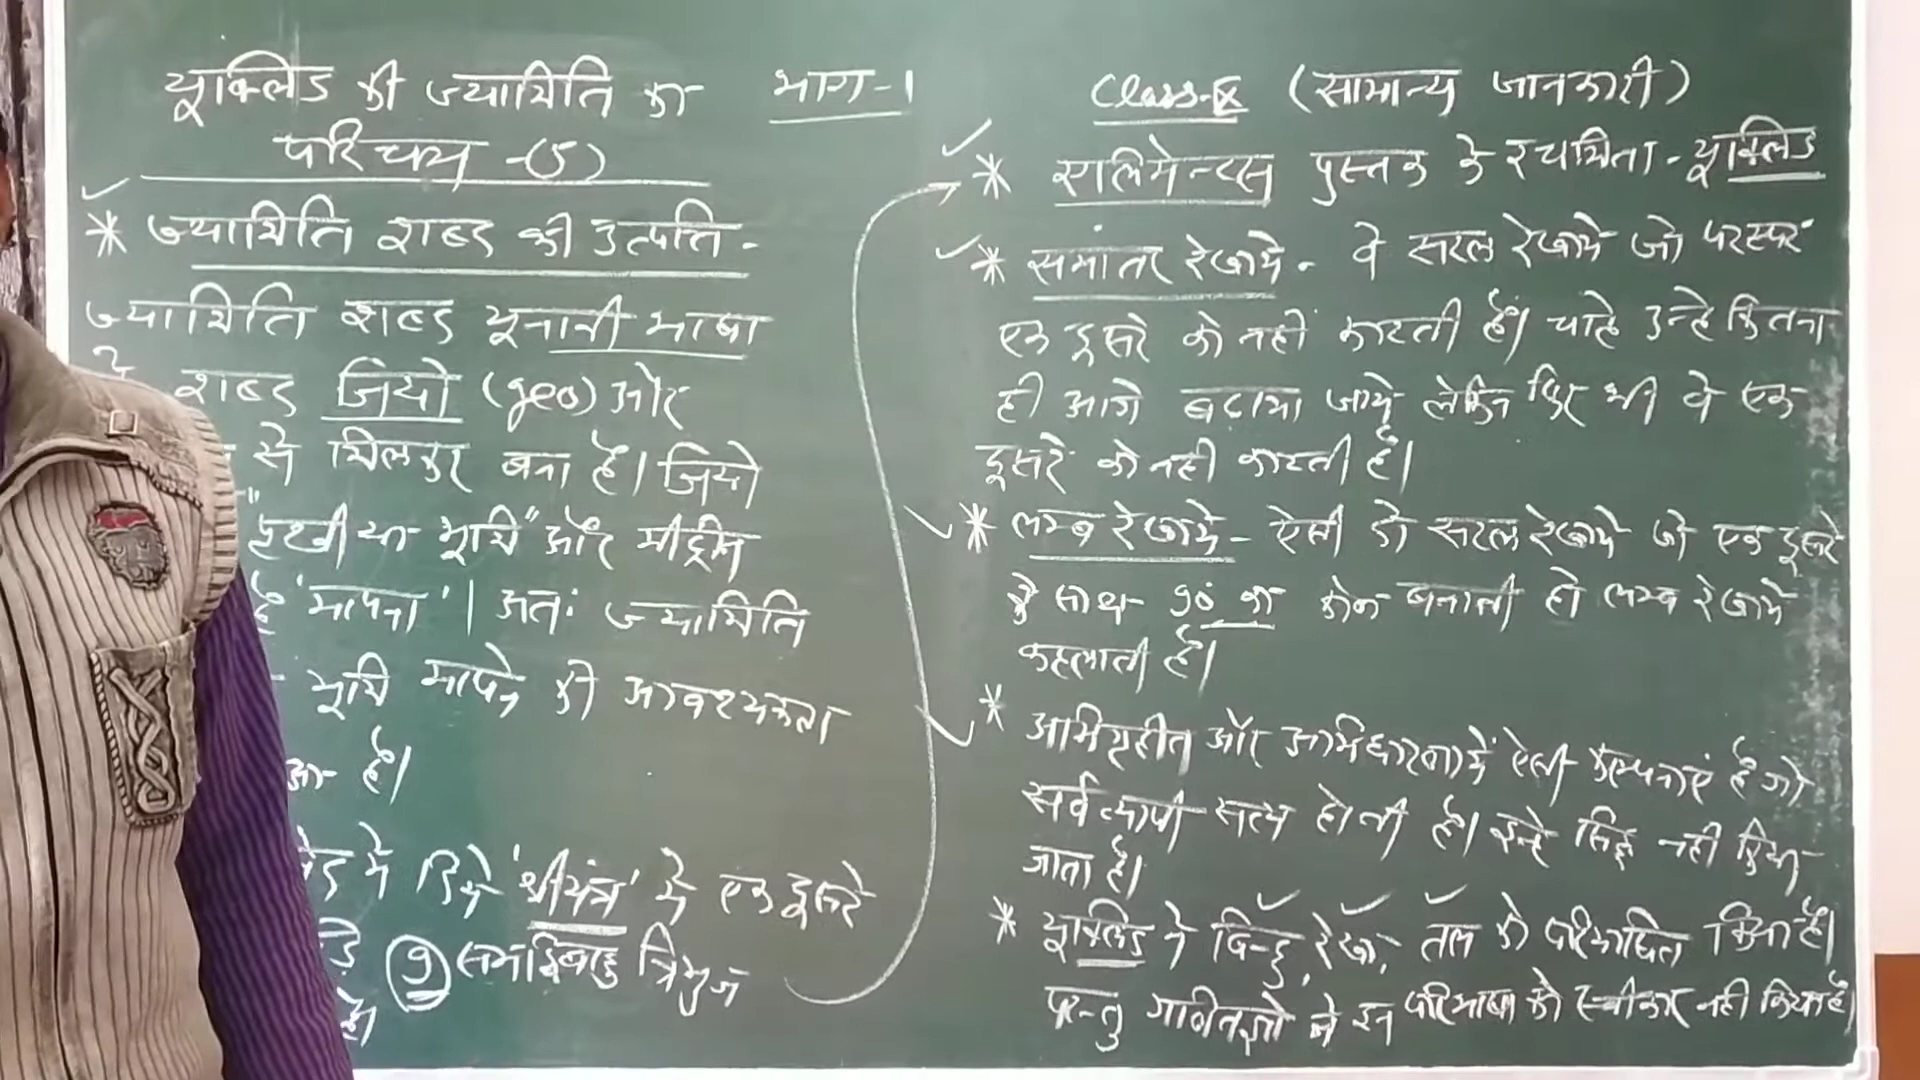 यूक्लिड की ज्यामिति का भाग-1
परिचय -(5)
* ज्यामिति शब्द की उत्पत्ति -
ज्यामिति शब्द यूनानी भाषा
शब्द जियो (geo) और
से मिलकर बना है। जियो
"पृथ्वी या भूमि" और मीट्रीन
है 'मापना'। अतः ज्यामिति
भूमि मापने की आवश्यकता
है।
में दिये 'श्रीयंत्र' में एक दूसरे
9 समद्विबाहु त्रिभुज
है।
Class-IX (सामान्य जानकारी)
* एलिमेन्टस पुस्तक के रचयिता - यूक्लिड
* समांतर रेखाये - वे सरल रेखाये जो परस्पर
एक दूसरे को नहीं काटती हैं। चाहे उन्हे कितना
ही आगे बढ़ाया जाये लेकिन फिर भी वे एक
दूसरे को नही काटती है।
* लम्ब रेखाये - ऐसी दो सरल रेखाये जो एक दूसरे
के साथ 90° का कोण बनाती हो लम्ब रेखाये
कहलाती है।
* अभिगृहीत और अभिधारणायें ऐसी कल्पनाएं है जो
सर्वव्यापी सत्य होती है। इन्हे सिद्ध नही किया
जाता है।
* यूक्लिड ने बिन्दु, रेखा, तल को परिभाषित किया है।
परन्तु गणितज्ञो ने इन परिभाषा को स्वीकार नही किया है।